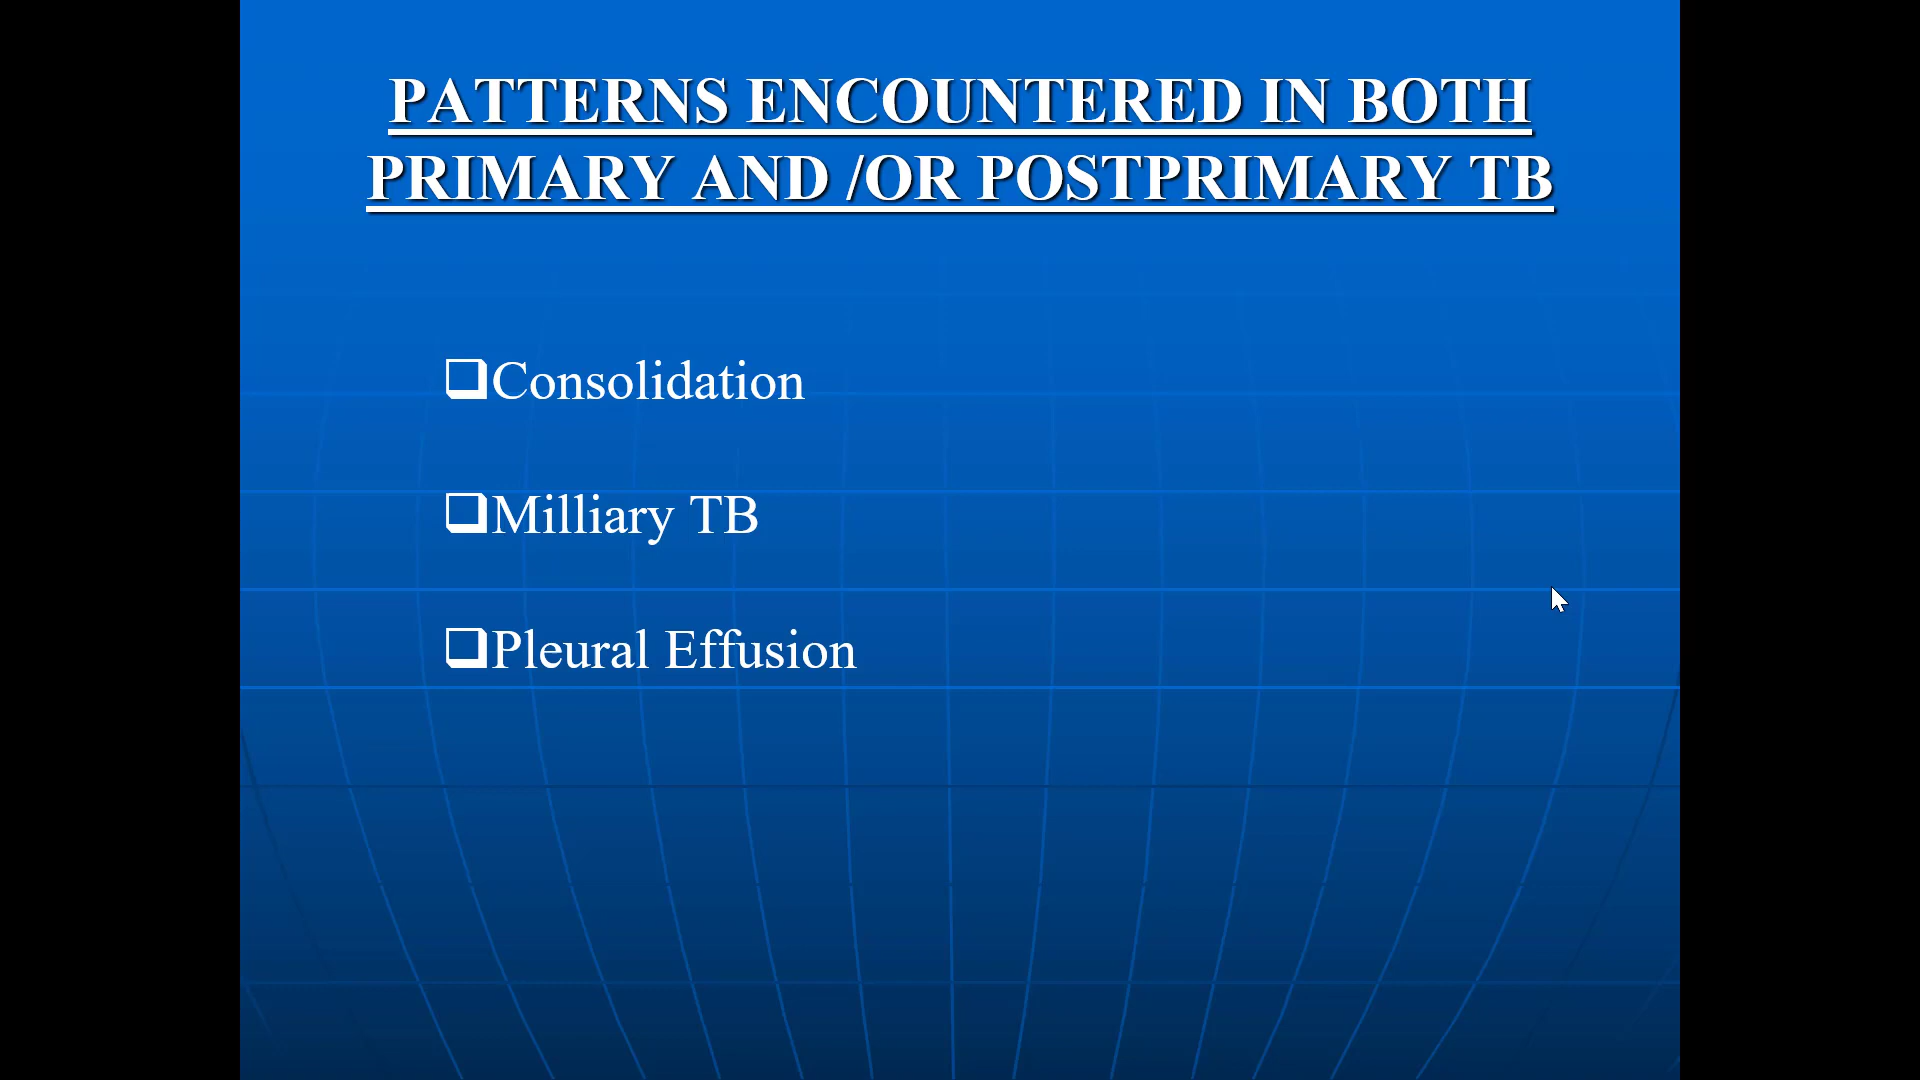 PATTERNS ENCOUNTERED IN BOTH
PRIMARY AND /OR POSTPRIMARY TB
❑Consolidation
❑Milliary TB
❑Pleural Effusion